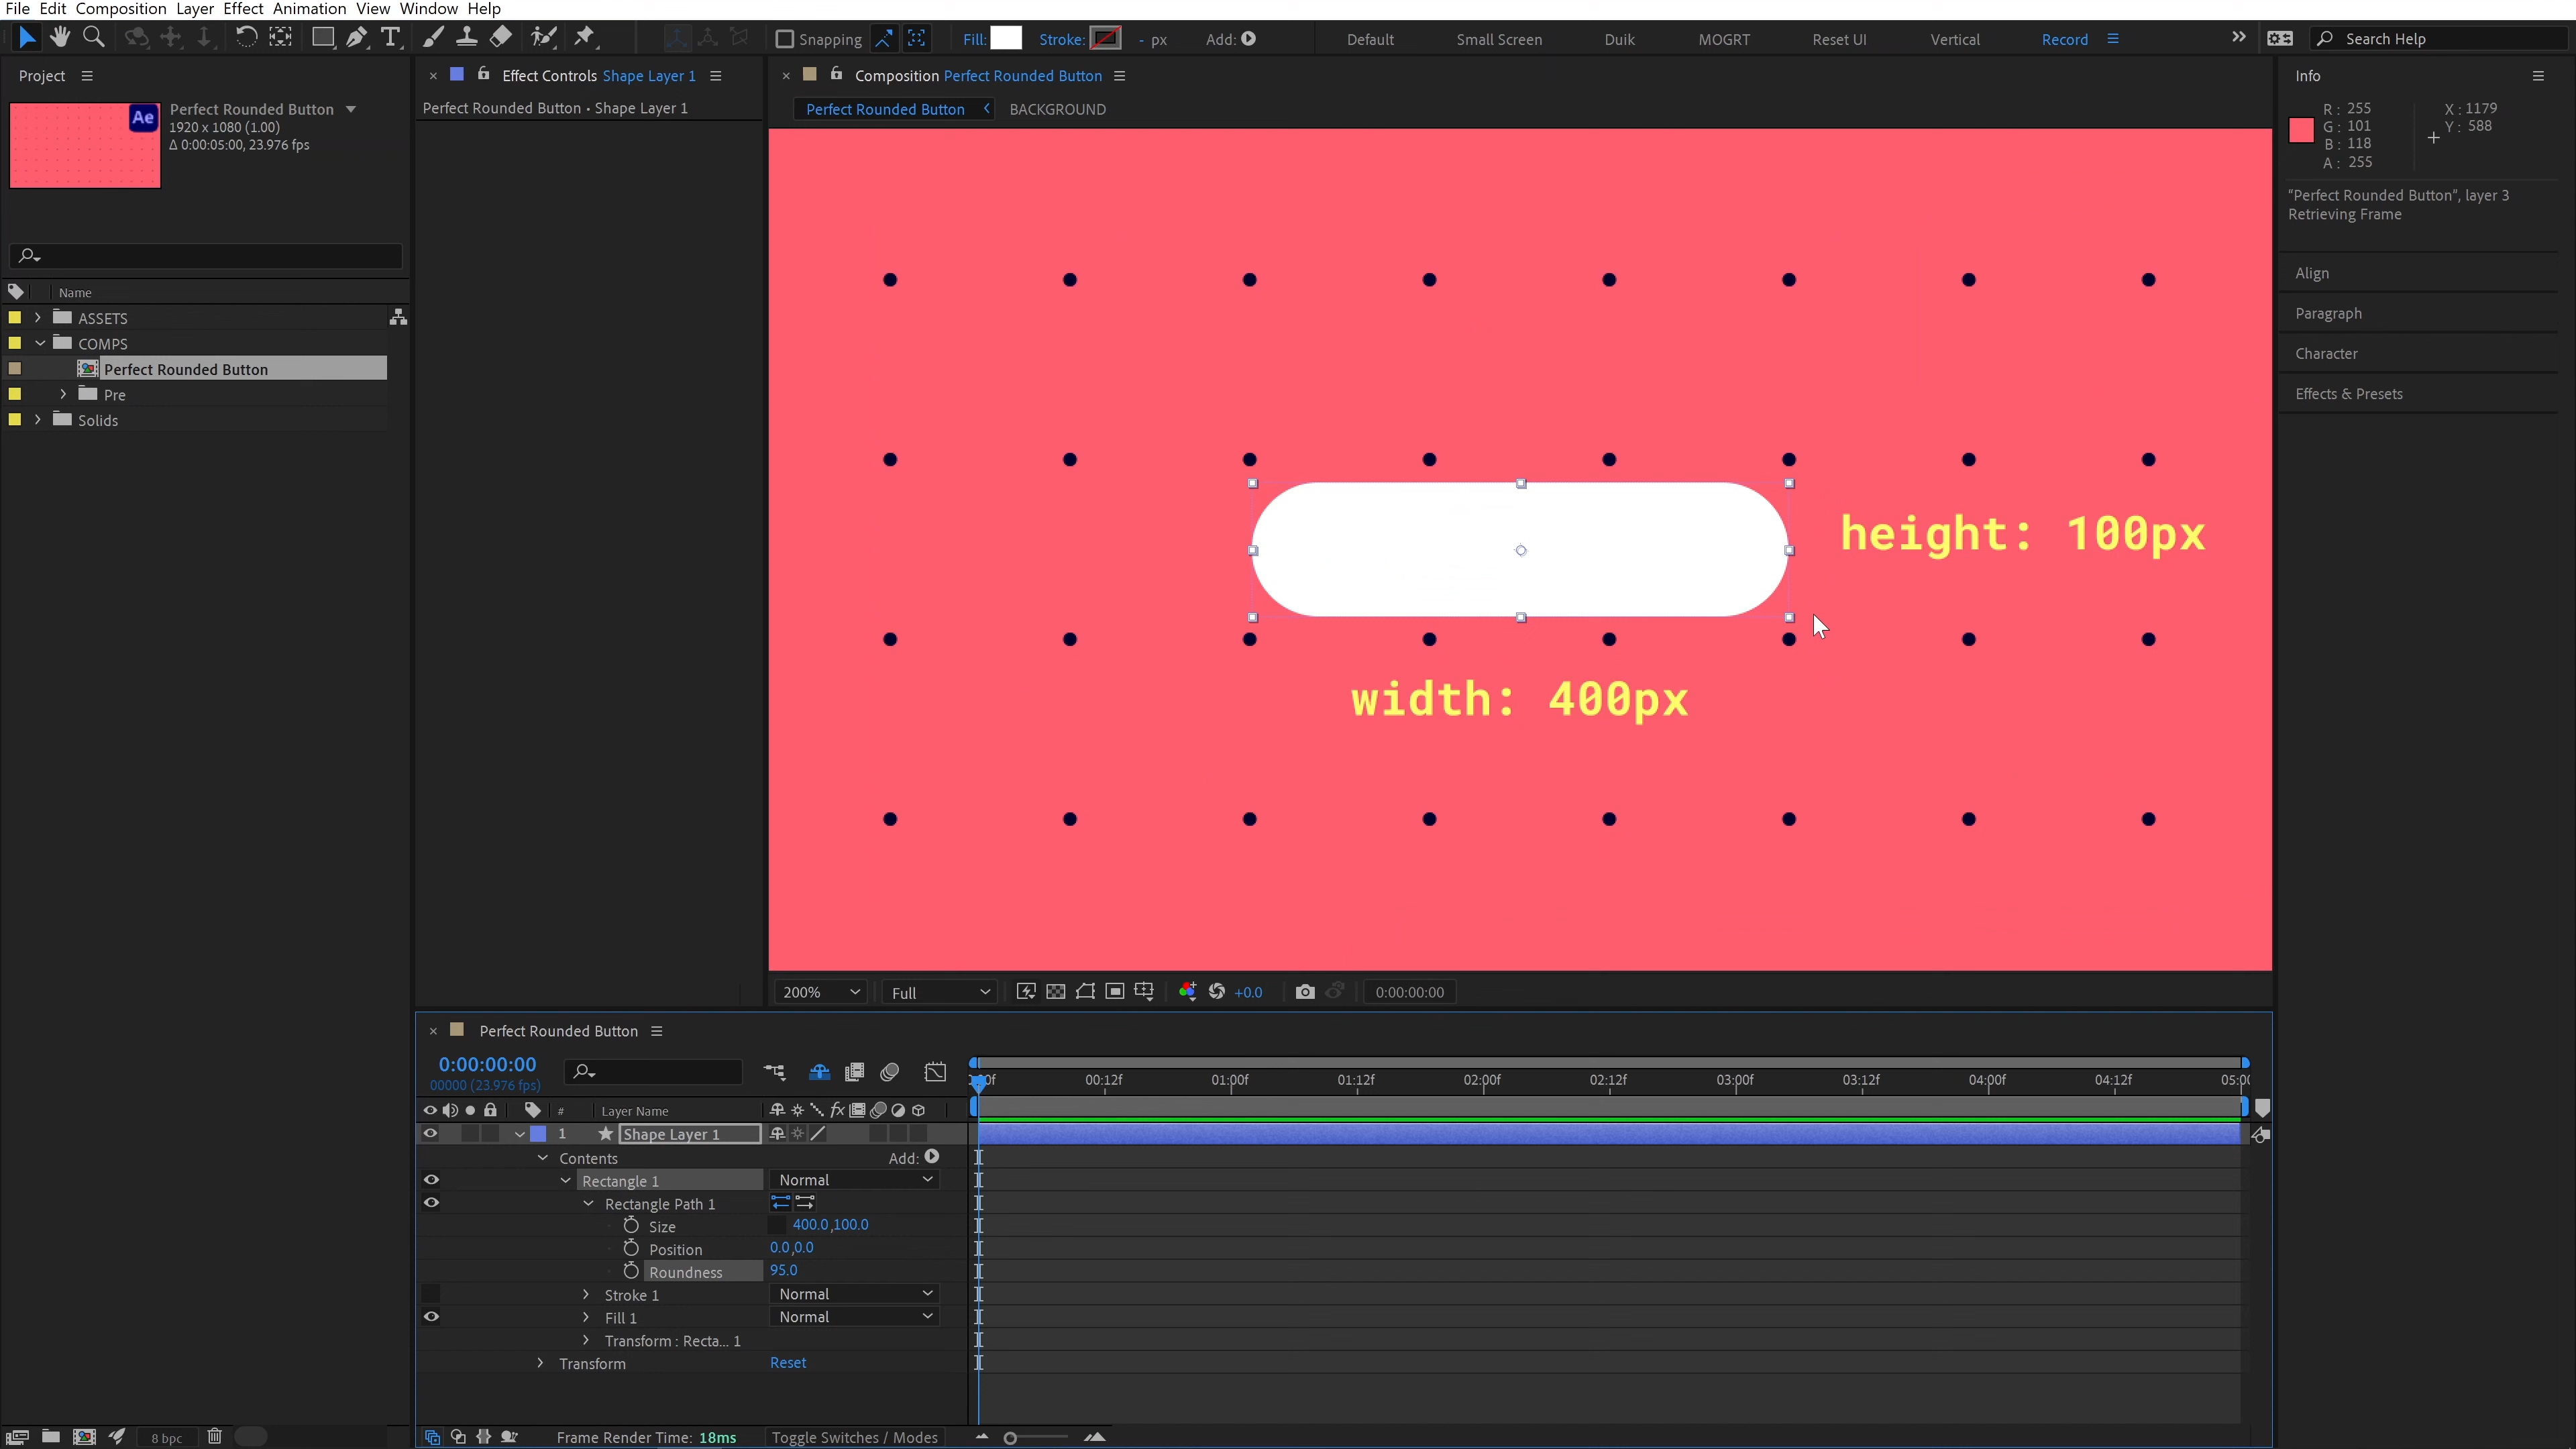 File Edit Composition Layer Effect Animation View Window Help
Snapping Fill: Stroke: - px Add: Default Small Screen Duik MOGRT Reset UI Vertical Record Search Help
Project
Ae
Perfect Rounded Button
1920 x 1080 (1.00)
Δ 0:00:05:00, 23.976 fps
Name
ASSETS
COMPS
Perfect Rounded Button
Pre
Solids
8 bpc
Effect Controls Shape Layer 1
Perfect Rounded Button • Shape Layer 1
Composition Perfect Rounded Button
Perfect Rounded Button BACKGROUND
height: 100px
width: 400px
200% Full +0.0 0:00:00:00
Info
R: 255 X: 1179
G: 101 Y: 588
B: 118
A: 255
"Perfect Rounded Button", layer 3
Retrieving Frame
Align
Paragraph
Character
Effects & Presets
Perfect Rounded Button
0:00:00:00
00000 (23.976 fps)
00:12f 01:00f 01:12f 02:00f 02:12f 03:00f 03:12f 04:00f 04:12f
# Layer Name fx
1 Shape Layer 1
Contents Add:
Rectangle 1 Normal
Rectangle Path 1
Size 400.0,100.0
Position 0.0,0.0
Roundness 95.0
Stroke 1 Normal
Fill 1 Normal
Transform : Recta... 1
Transform Reset
Frame Render Time: 18ms Toggle Switches / Modes